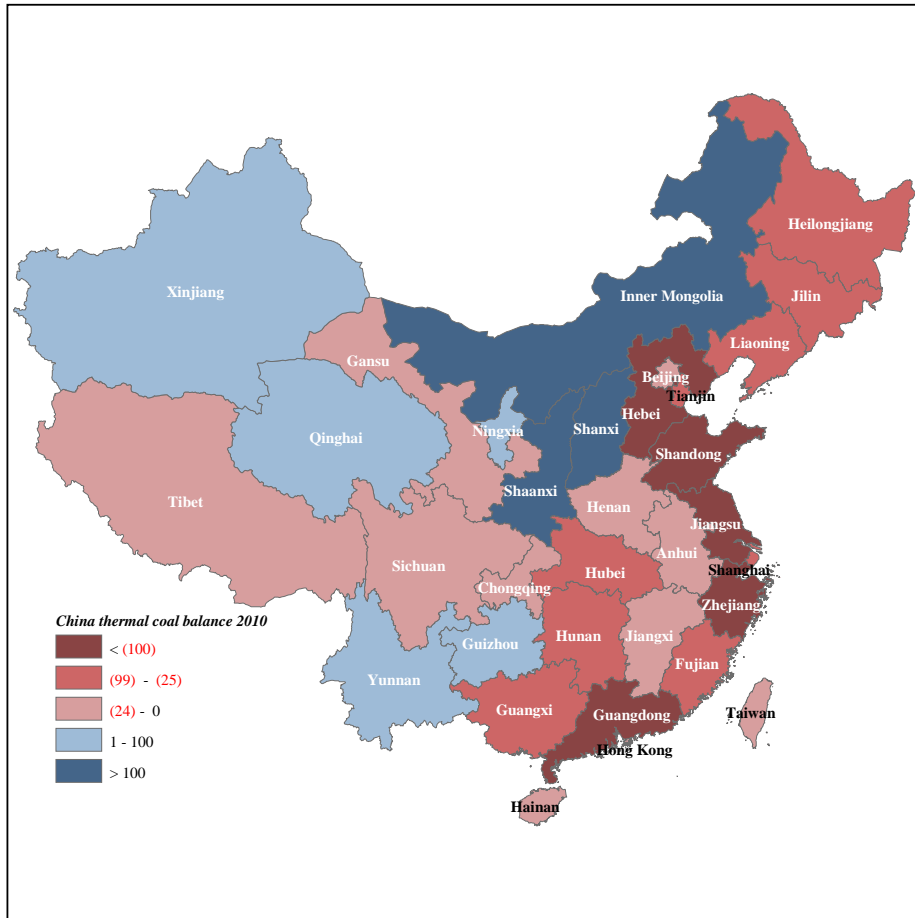 Heilongjiang
Xinjiang
Inner Mongolia
Jilin
Liaoning
Gansu
Beijing
Tianjin
Hebei
Ningxia
Shanxi
Qinghai
Shandong
Shaanxi
Tibet
Henan
Jiangsu
Anhui
Sichuan
Shanghai
Hubei
Chongqing
Zhejiang
China thermal coal balance 2010
Guizhou
Hunan
Jiangxi
< (100)
Fujian
(99) - (25)
Yunnan
Guangxi
(24) - 0
Guangdong
Taiwan
1 - 100
Hong Kong
> 100
Hainan